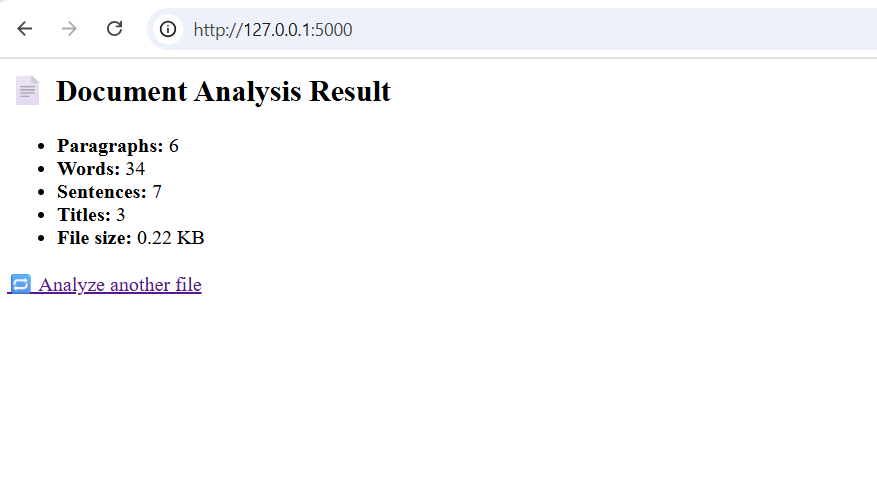 http://127.0.0.1:5000
Document Analysis Result
Paragraphs: 6
Words: 34
Sentences: 7
Titles: 3
File size: 0.22 KB
Analyze another file